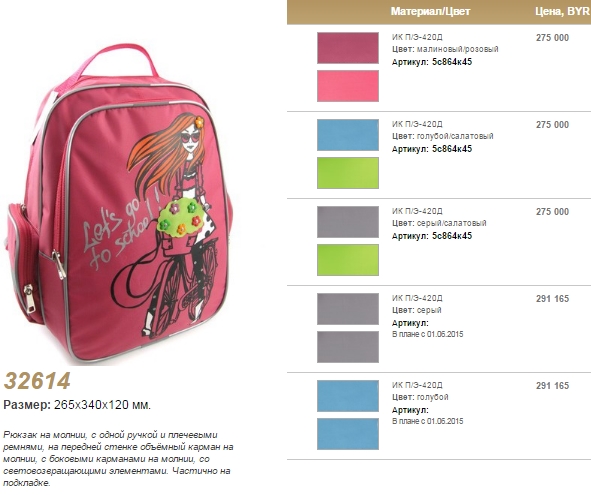 Let's go
to school!
32614
Размер: 265х340х120 мм.
Рюкзак на молнии, с одной ручкой и плечевыми
ремнями, на передней стенке объёмный карман на
молнии, с боковыми карманами на молнии, со
световозвращающими элементами. Частично на
подкладке.
Материал/Цвет Цена, BYR
ИК П/Э-420Д 275 000
Цвет: малиновый/розовый
Артикул: 5с864к45
ИК П/Э-420Д 275 000
Цвет: голубой/салатовый
Артикул: 5с864к45
ИК П/Э-420Д 275 000
Цвет: серый/салатовый
Артикул: 5с864к45
ИК П/Э-420Д 291 165
Цвет: серый
Артикул:
В плане с 01.06.2015
ИК П/Э-420Д 291 165
Цвет: голубой
Артикул:
В плане с 01.06.2015